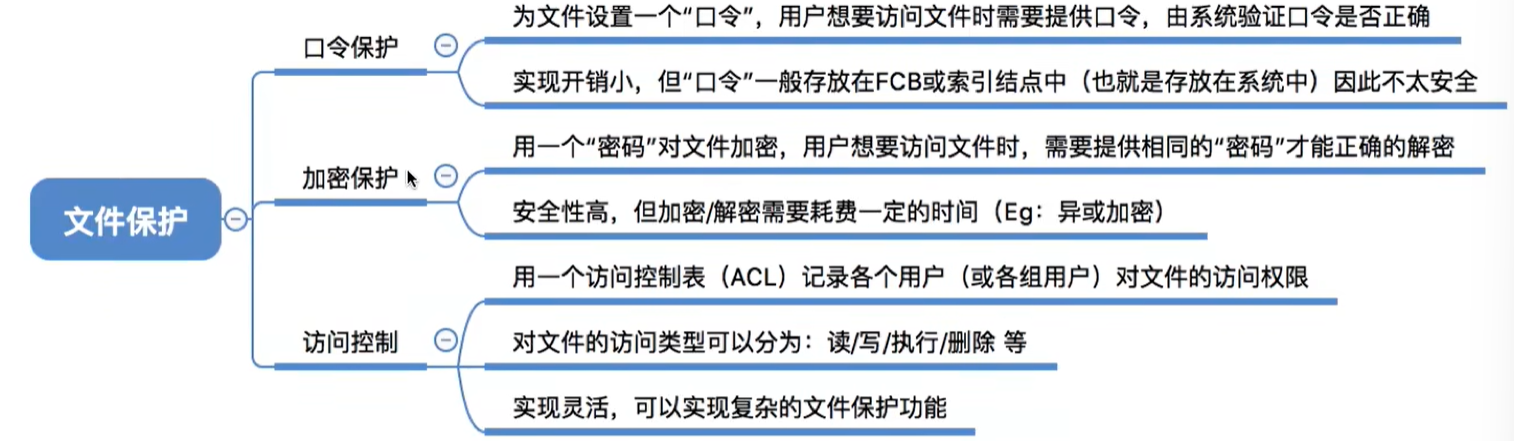 文件保护
口令保护
为文件设置一个“口令”，用户想要访问文件时需要提供口令，由系统验证口令是否正确
实现开销小，但“口令”一般存放在FCB或索引结点中（也就是存放在系统中）因此不太安全
加密保护
用一个“密码”对文件加密，用户想要访问文件时，需要提供相同的“密码”才能正确的解密
安全性高，但加密/解密需要耗费一定的时间（Eg：异或加密）
访问控制
用一个访问控制表（ACL）记录各个用户（或各组用户）对文件的访问权限
对文件的访问类型可以分为：读/写/执行/删除 等
实现灵活，可以实现复杂的文件保护功能